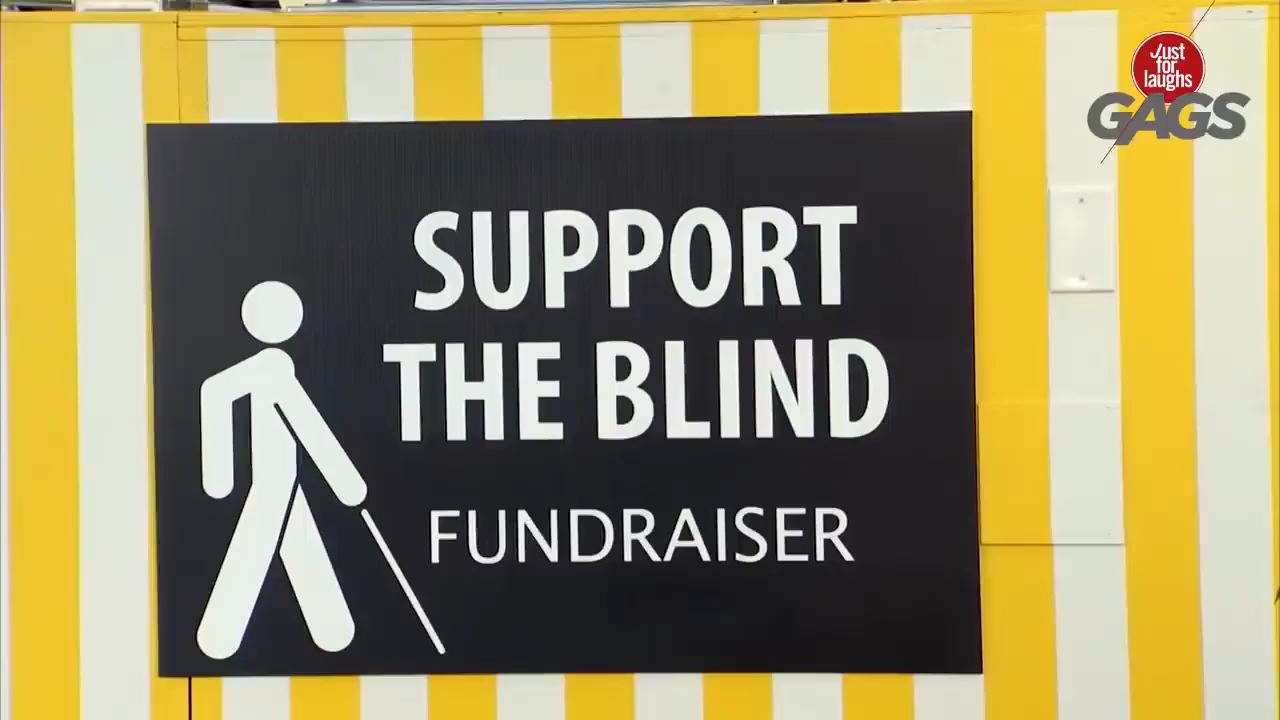 Just
for
laughs
GAGS
SUPPORT
THE BLIND
FUNDRAISER